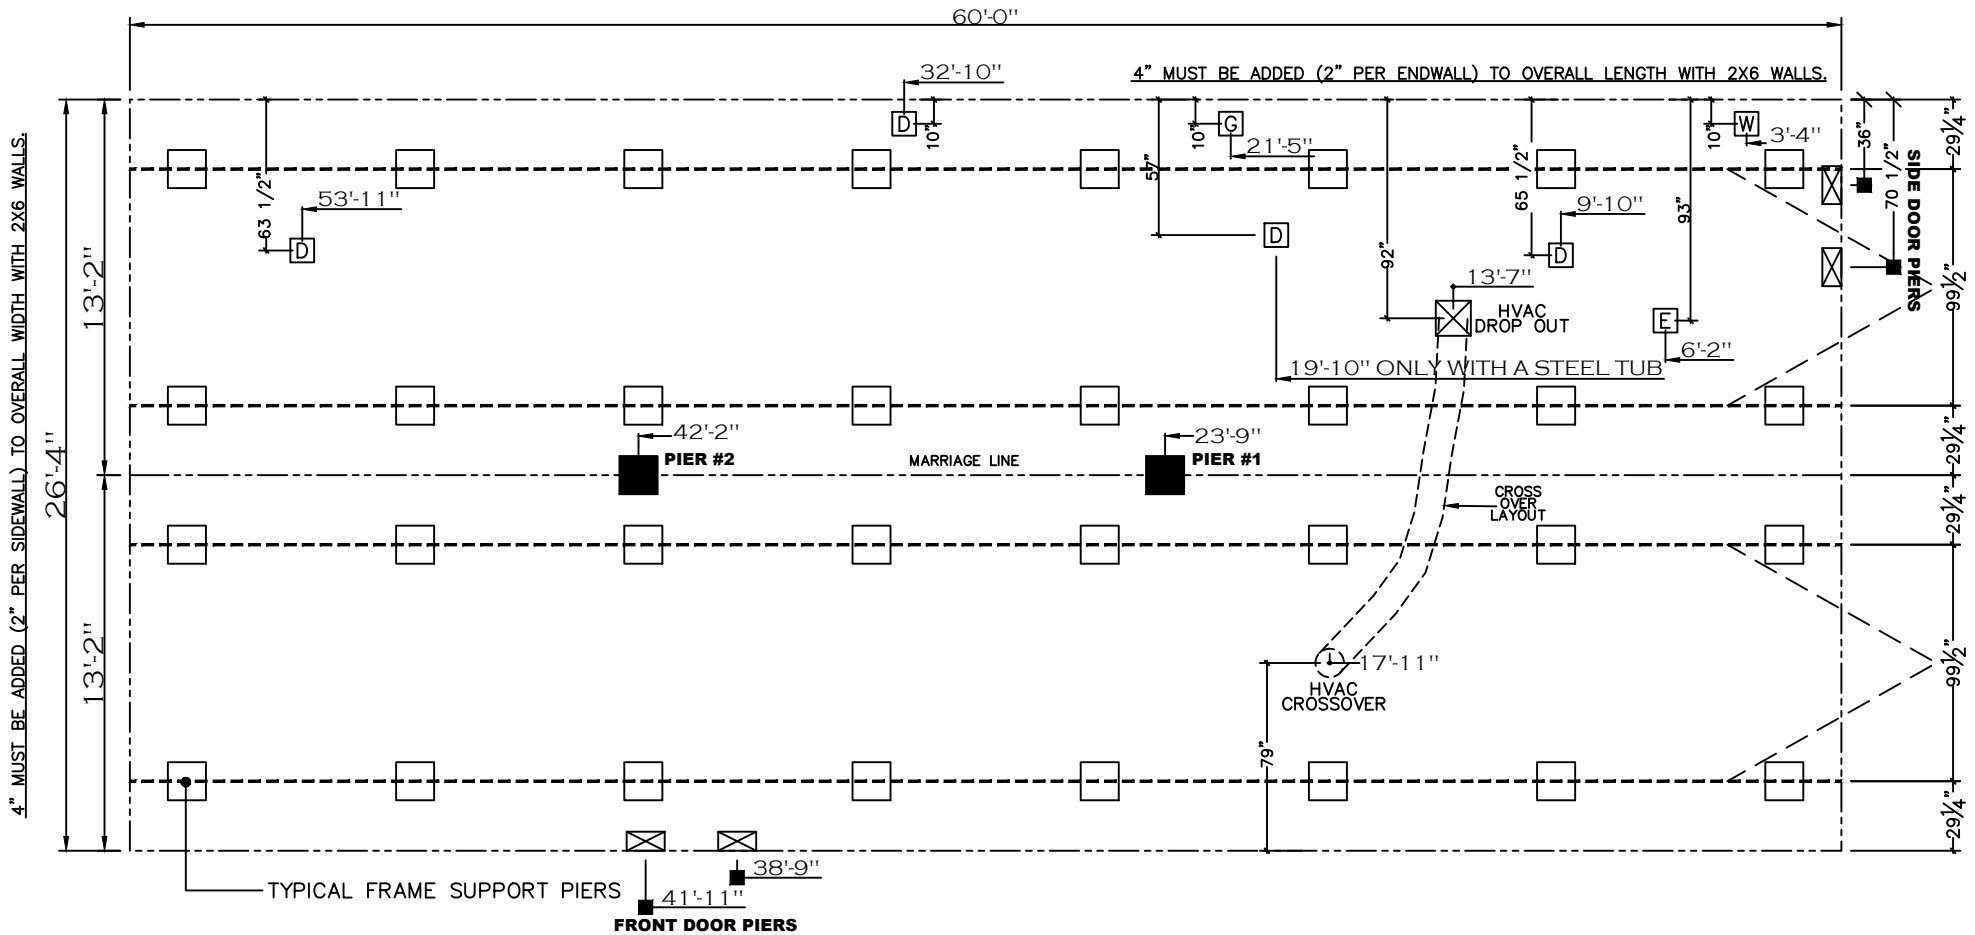 60'-0"
4" MUST BE ADDED (2" PER ENDWALL) TO OVERALL LENGTH WITH 2X6 WALLS.
32'-10"
D
10"
G
10"
21'-5"
W
10"
3'-4"
36"
29 1/4"
4" MUST BE ADDED (2" PER SIDEWALL) TO OVERALL WIDTH WITH 2X6 WALLS.
26'-4"
13'-2"
63 1/2"
53'-11"
D
57"
D
92"
65 1/2"
9'-10"
D
93"
70 1/2"
SIDE DOOR PIERS
99 1/2"
13'-7"
HVAC
DROP OUT
E
6'-2"
19'-10" ONLY WITH A STEEL TUB
42'-2"
PIER #2
MARRIAGE LINE
23'-9"
PIER #1
29 1/4"
CROSS
OVER
LAYOUT
29 1/4"
13'-2"
17'-11"
HVAC
CROSSOVER
79"
99 1/2"
29 1/4"
TYPICAL FRAME SUPPORT PIERS
38'-9"
41'-11"
FRONT DOOR PIERS